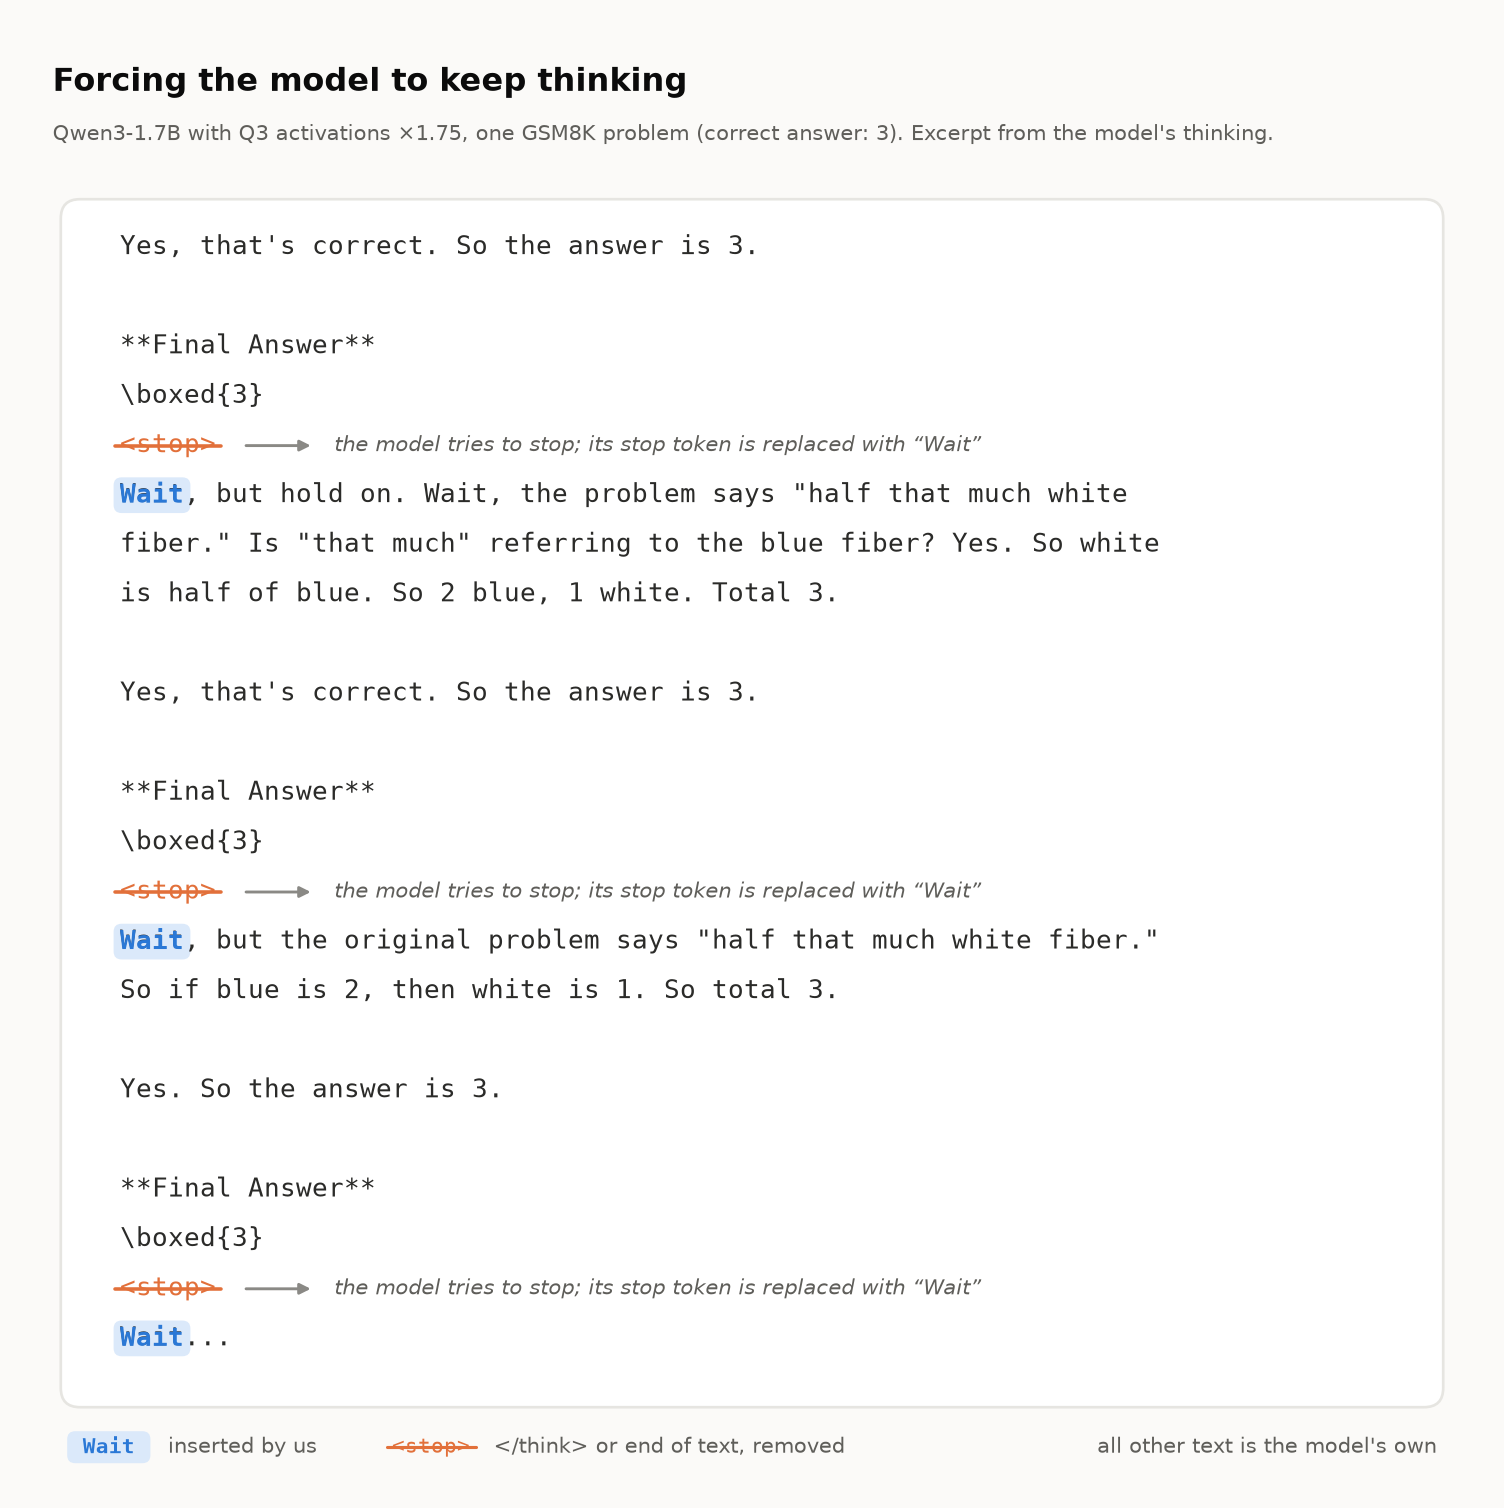 Forcing the model to keep thinking
Qwen3-1.7B with Q3 activations ×1.75, one GSM8K problem (correct answer: 3). Excerpt from the model's thinking.
Yes, that's correct. So the answer is 3.
**Final Answer**
\boxed{3}
<stop> the model tries to stop; its stop token is replaced with “Wait”
Wait, but hold on. Wait, the problem says "half that much white
fiber." Is "that much" referring to the blue fiber? Yes. So white
is half of blue. So 2 blue, 1 white. Total 3.
Yes, that's correct. So the answer is 3.
**Final Answer**
\boxed{3}
<stop> the model tries to stop; its stop token is replaced with “Wait”
Wait, but the original problem says "half that much white fiber."
So if blue is 2, then white is 1. So total 3.
Yes. So the answer is 3.
**Final Answer**
\boxed{3}
<stop> the model tries to stop; its stop token is replaced with “Wait”
Wait...
Wait inserted by us <stop> </think> or end of text, removed all other text is the model's own